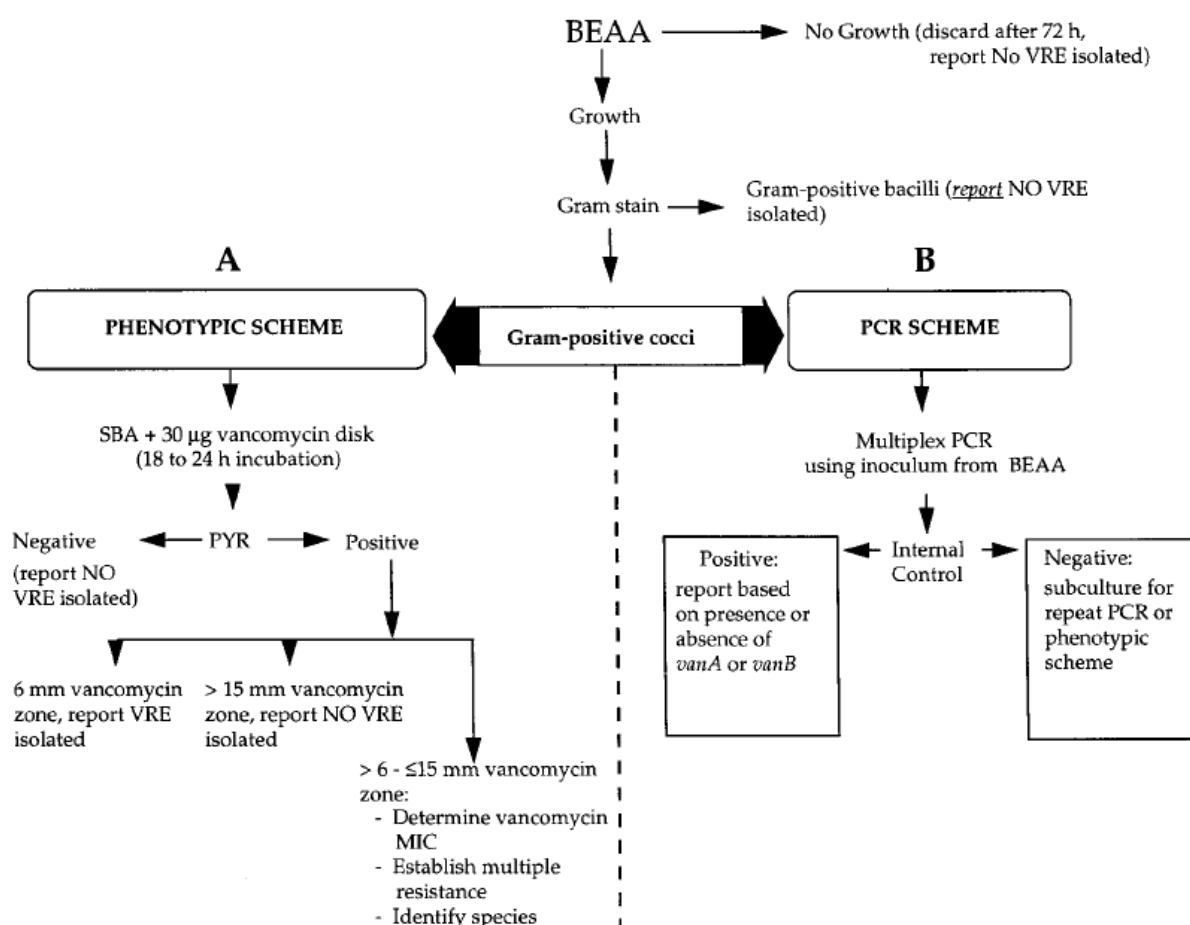 BEAA
No Growth (discard after 72 h,
report No VRE isolated)
Growth
Gram stain
Gram-positive bacilli (report NO VRE
isolated)
A
B
PHENOTYPIC SCHEME
Gram-positive cocci
PCR SCHEME
SBA + 30 µg vancomycin disk
(18 to 24 h incubation)
Negative
(report NO
VRE isolated)
PYR
Positive
6 mm vancomycin
zone, report VRE
isolated
> 15 mm vancomycin
zone, report NO VRE
isolated
> 6 - ≤15 mm vancomycin
zone:
- Determine vancomycin
MIC
- Establish multiple
resistance
- Identify species
Multiplex PCR
using inoculum from BEAA
Internal
Control
Positive:
report based
on presence or
absence of
vanA or vanB
Negative:
subculture for
repeat PCR or
phenotypic
scheme